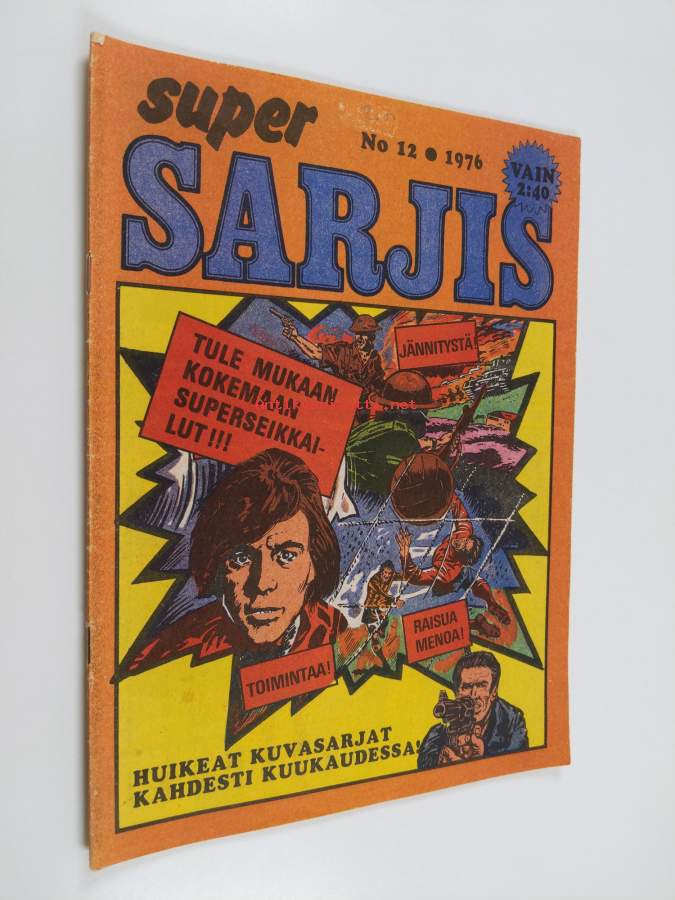 super
No 12 ● 1976
VAIN
2:40
SARJIS
TULE MUKAAN
KOKEMAAN
SUPERSEIKKAI-
LUT!!!
JÄNNITYSTÄ!
RAISUA
MENOA!
TOIMINTAA!
HUIKEAT KUVASARJAT
KAHDESTI KUUKAUDESSA!